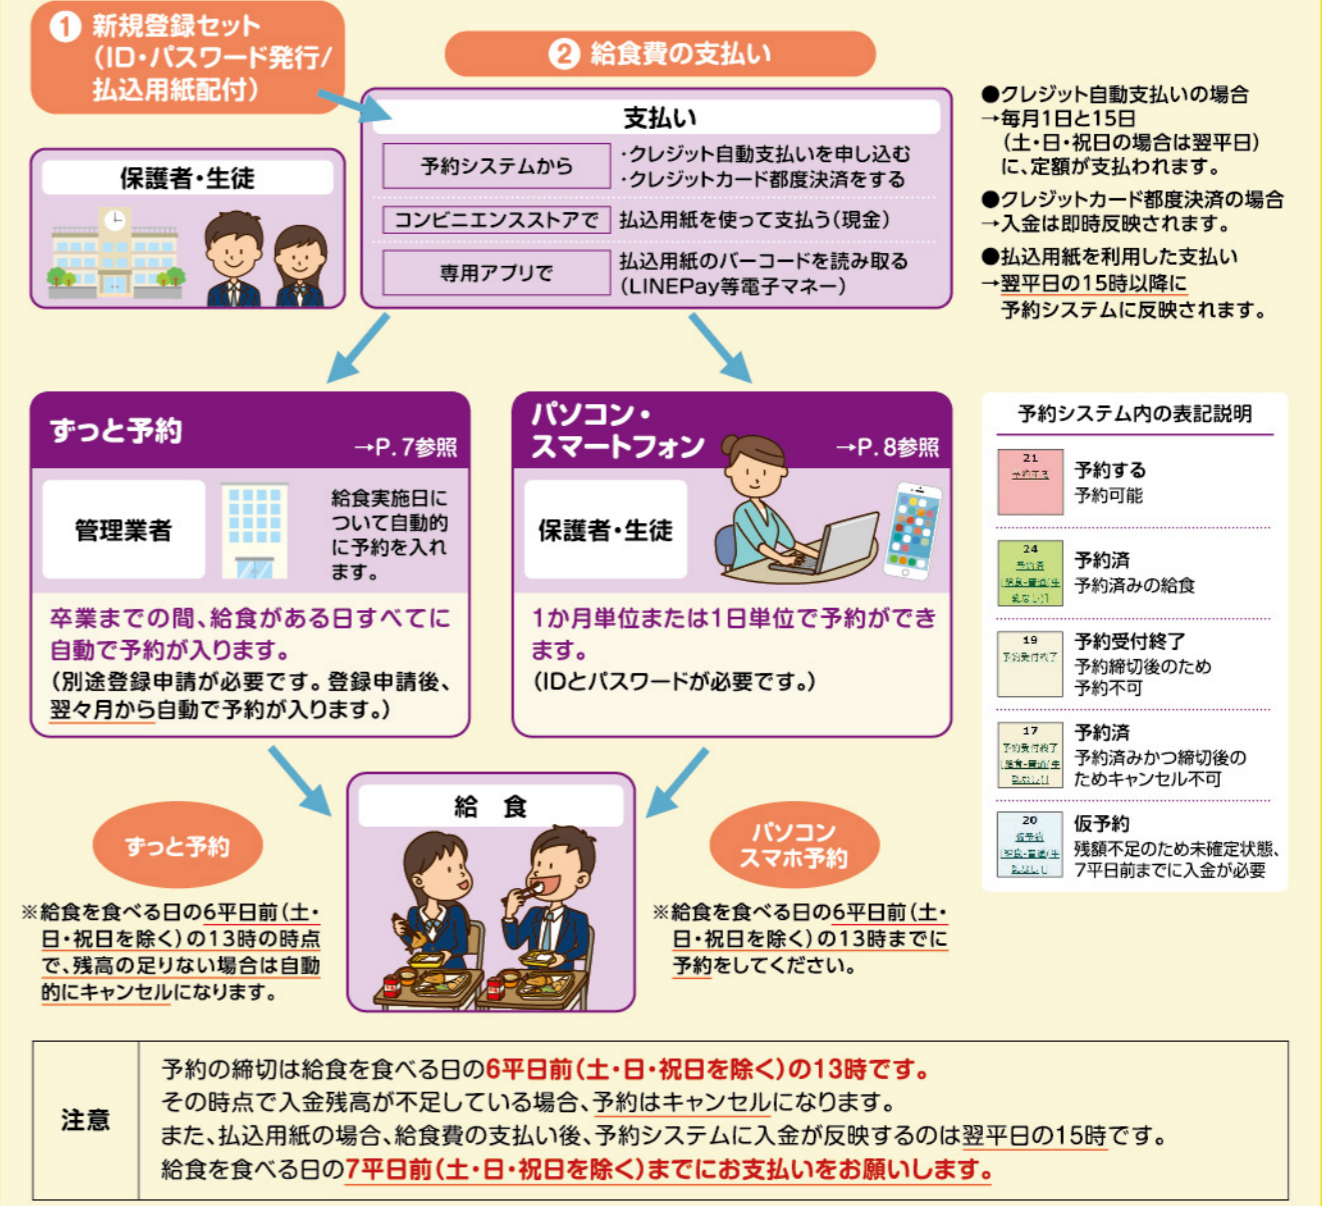 1 新規登録セット
(ID・パスワード発行/
払込用紙配付)
2 給食費の支払い
保護者・生徒
支払い
予約システムから
・クレジット自動支払いを申し込む
・クレジットカード都度決済をする
コンビニエンスストアで
払込用紙を使って支払う(現金)
専用アプリで
払込用紙のバーコードを読み取る
(LINEPay等電子マネー)
●クレジット自動支払いの場合
→毎月1日と15日
(土・日・祝日の場合は翌平日)
に、定額が支払われます。
●クレジットカード都度決済の場合
→入金は即時反映されます。
●払込用紙を利用した支払い
→翌平日の15時以降に
予約システムに反映されます。
ずっと予約
→P.7参照
管理業者
給食実施日に
ついて自動的
に予約を入れ
ます。
卒業までの間、給食がある日すべてに
自動で予約が入ります。
(別途登録申請が必要です。登録申請後、
翌々月から自動で予約が入ります。)
パソコン・
スマートフォン
→P.8参照
保護者・生徒
1か月単位または1日単位で予約ができ
ます。
(IDとパスワードが必要です。)
予約システム内の表記説明
21
予約する
予約する
予約可能
24
予約済
予約済
予約済みの給食
19
予約受付終了
予約受付終了
予約締切後のため
予約不可
17
予約受付終了
予約済
予約済みかつ締切後の
ためキャンセル不可
20
仮予約
仮予約
残額不足のため未確定状態、
7平日前までに入金が必要
給 食
ずっと予約
※給食を食べる日の6平日前(土・
日・祝日を除く)の13時の時点
で、残高の足りない場合は自動
的にキャンセルになります。
パソコン
スマホ予約
※給食を食べる日の6平日前(土・
日・祝日を除く)の13時までに
予約をしてください。
注意
予約の締切は給食を食べる日の6平日前(土・日・祝日を除く)の13時です。
その時点で入金残高が不足している場合、予約はキャンセルになります。
また、払込用紙の場合、給食費の支払い後、予約システムに入金が反映するのは翌平日の15時です。
給食を食べる日の7平日前(土・日・祝日を除く)までにお支払いをお願いします。